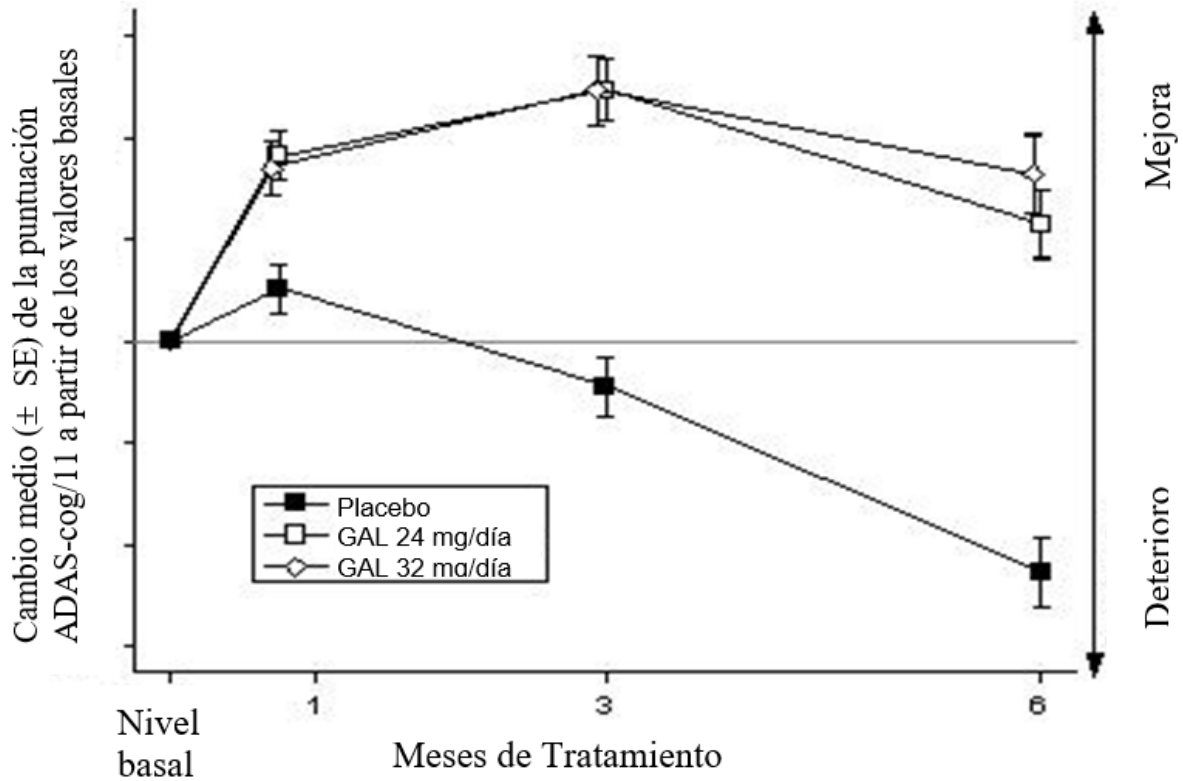 Cambio medio (± SE) de la puntuación
ADAS-cog/11 a partir de los valores basales
Mejora
Deterioro
Placebo
GAL 24 mg/día
GAL 32 mg/día
1
3
6
Nivel
basal
Meses de Tratamiento